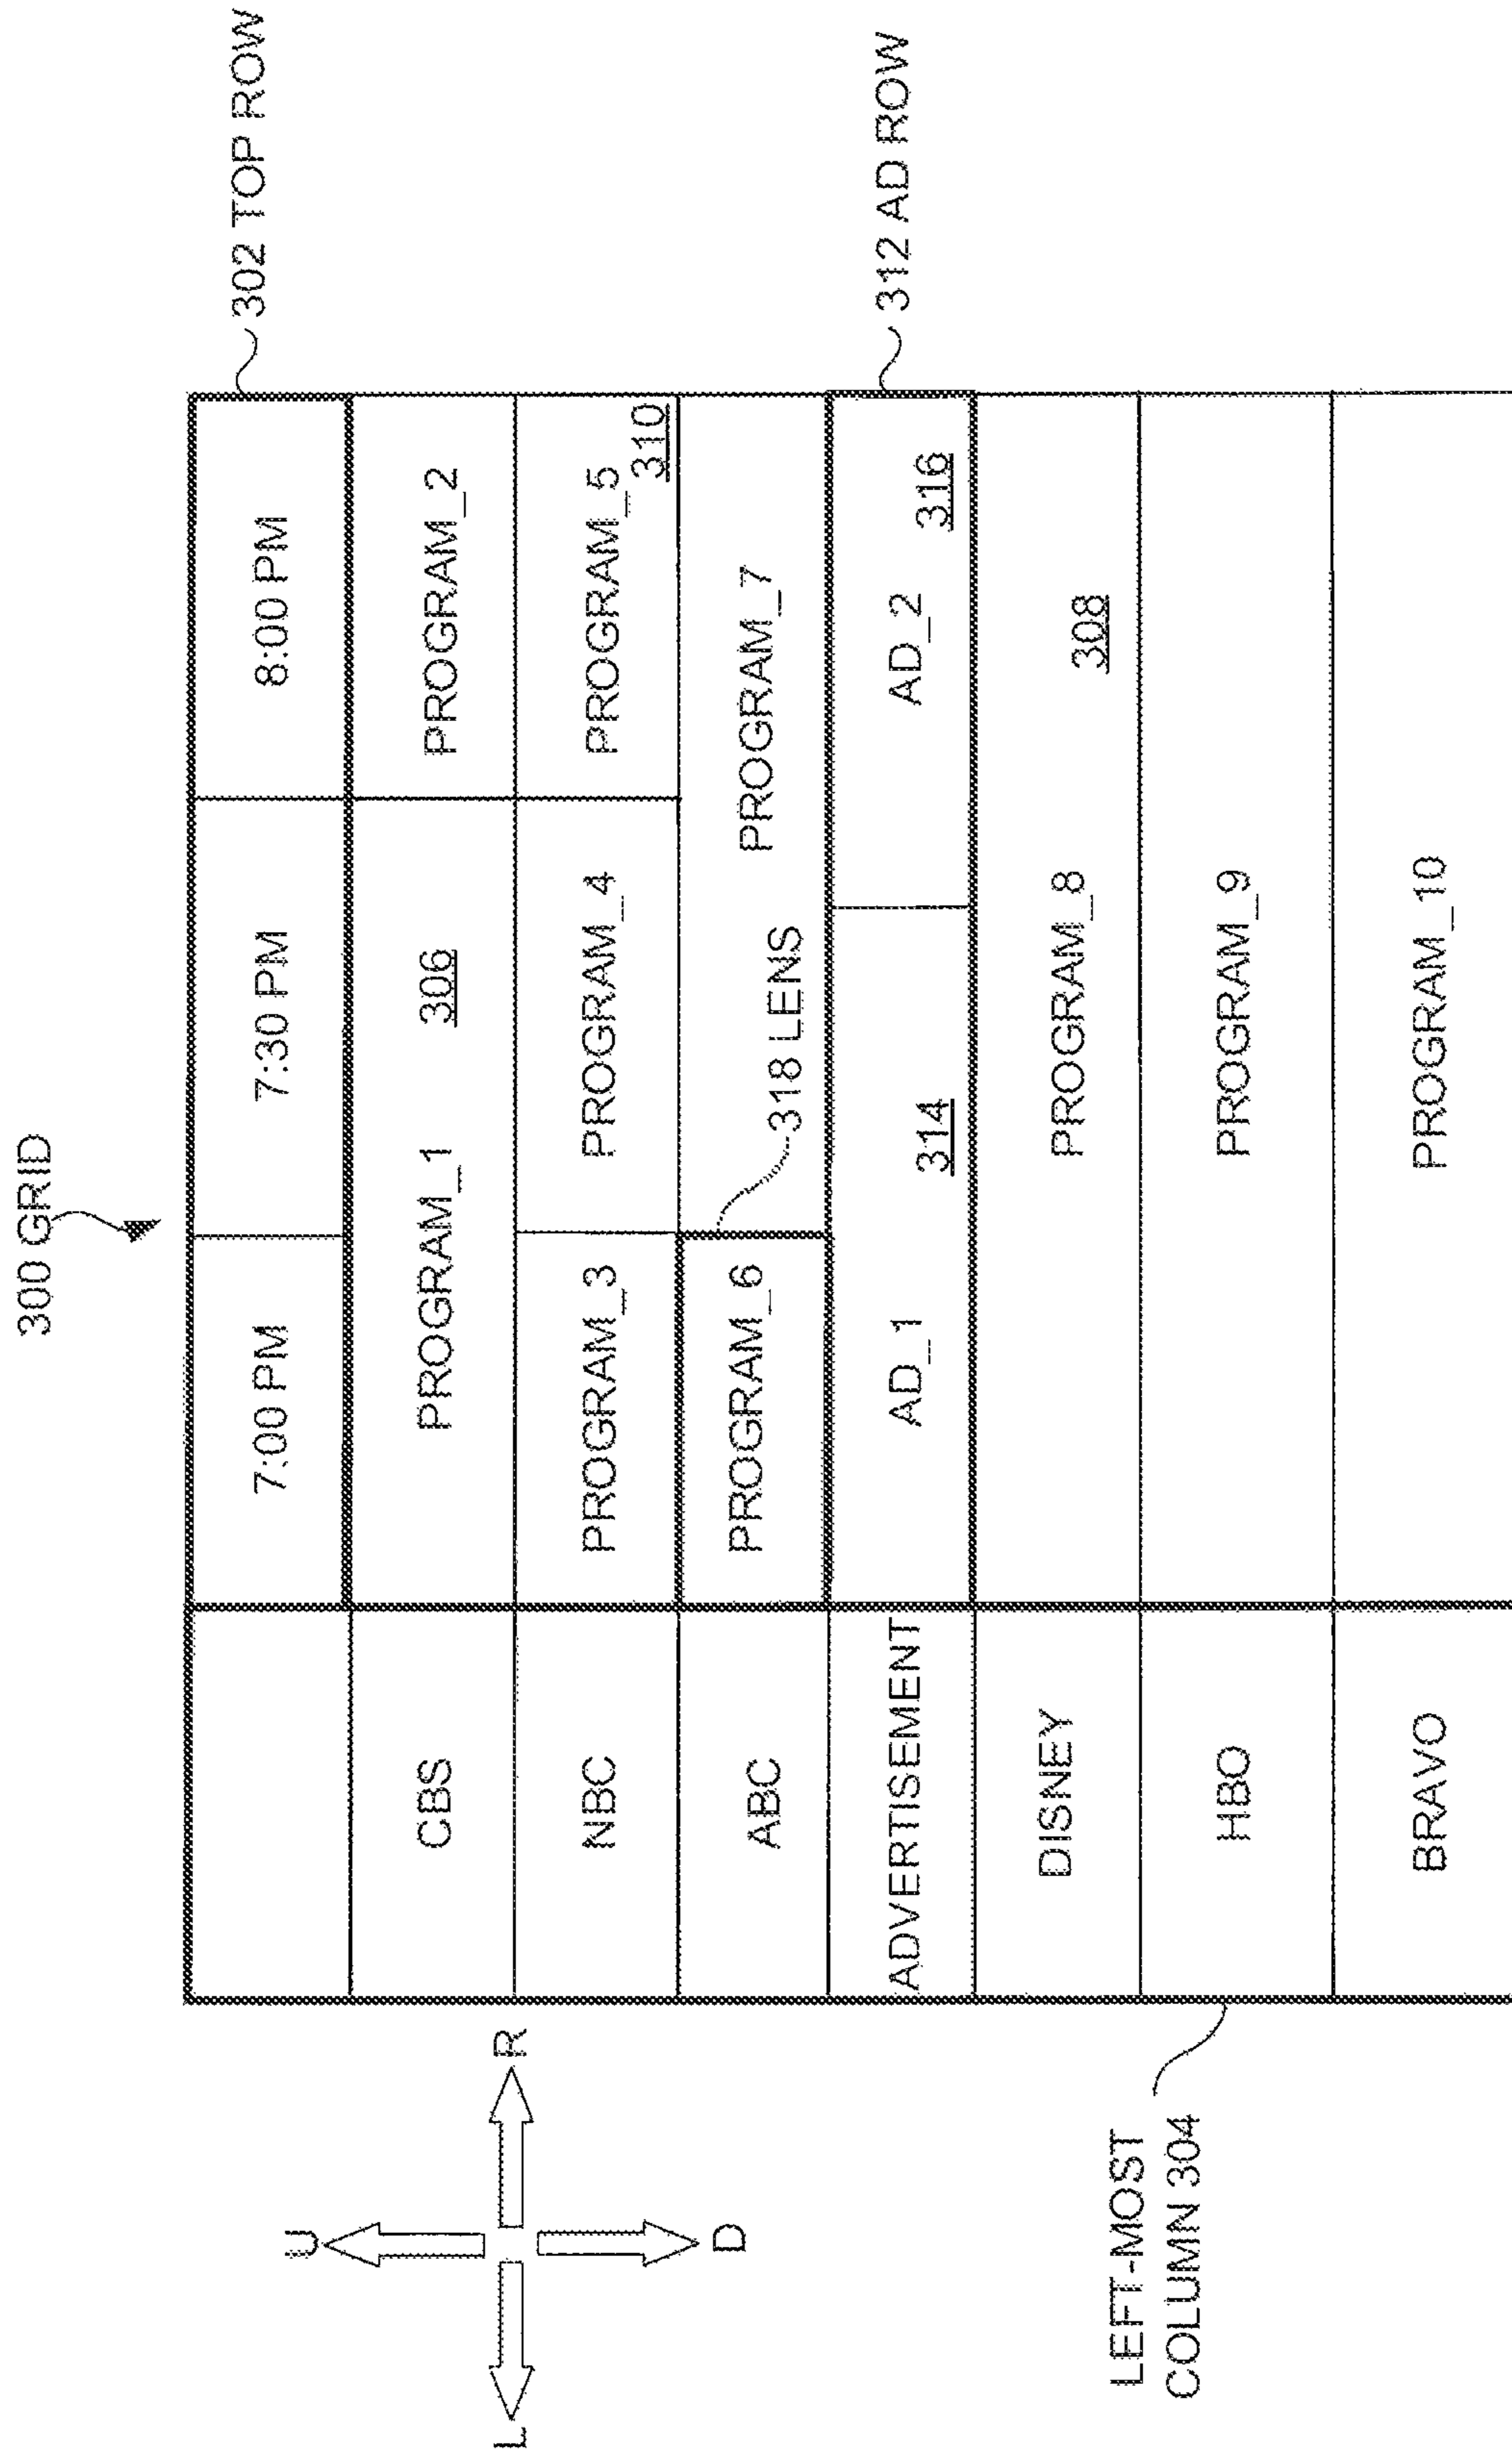 300 GRID
302 TOP ROW
7:00 PM
7:30 PM
8:00 PM
CBS
PROGRAM_1
306
PROGRAM_2
NBC
PROGRAM_3
PROGRAM_4
PROGRAM_5
310
ABC
PROGRAM_6
318 LENS
PROGRAM_7
312 AD ROW
ADVERTISEMENT
AD_1
314
AD_2
316
DISNEY
PROGRAM_8
308
HBO
PROGRAM_9
BRAVO
PROGRAM_10
U
L
R
D
LEFT-MOST
COLUMN 304